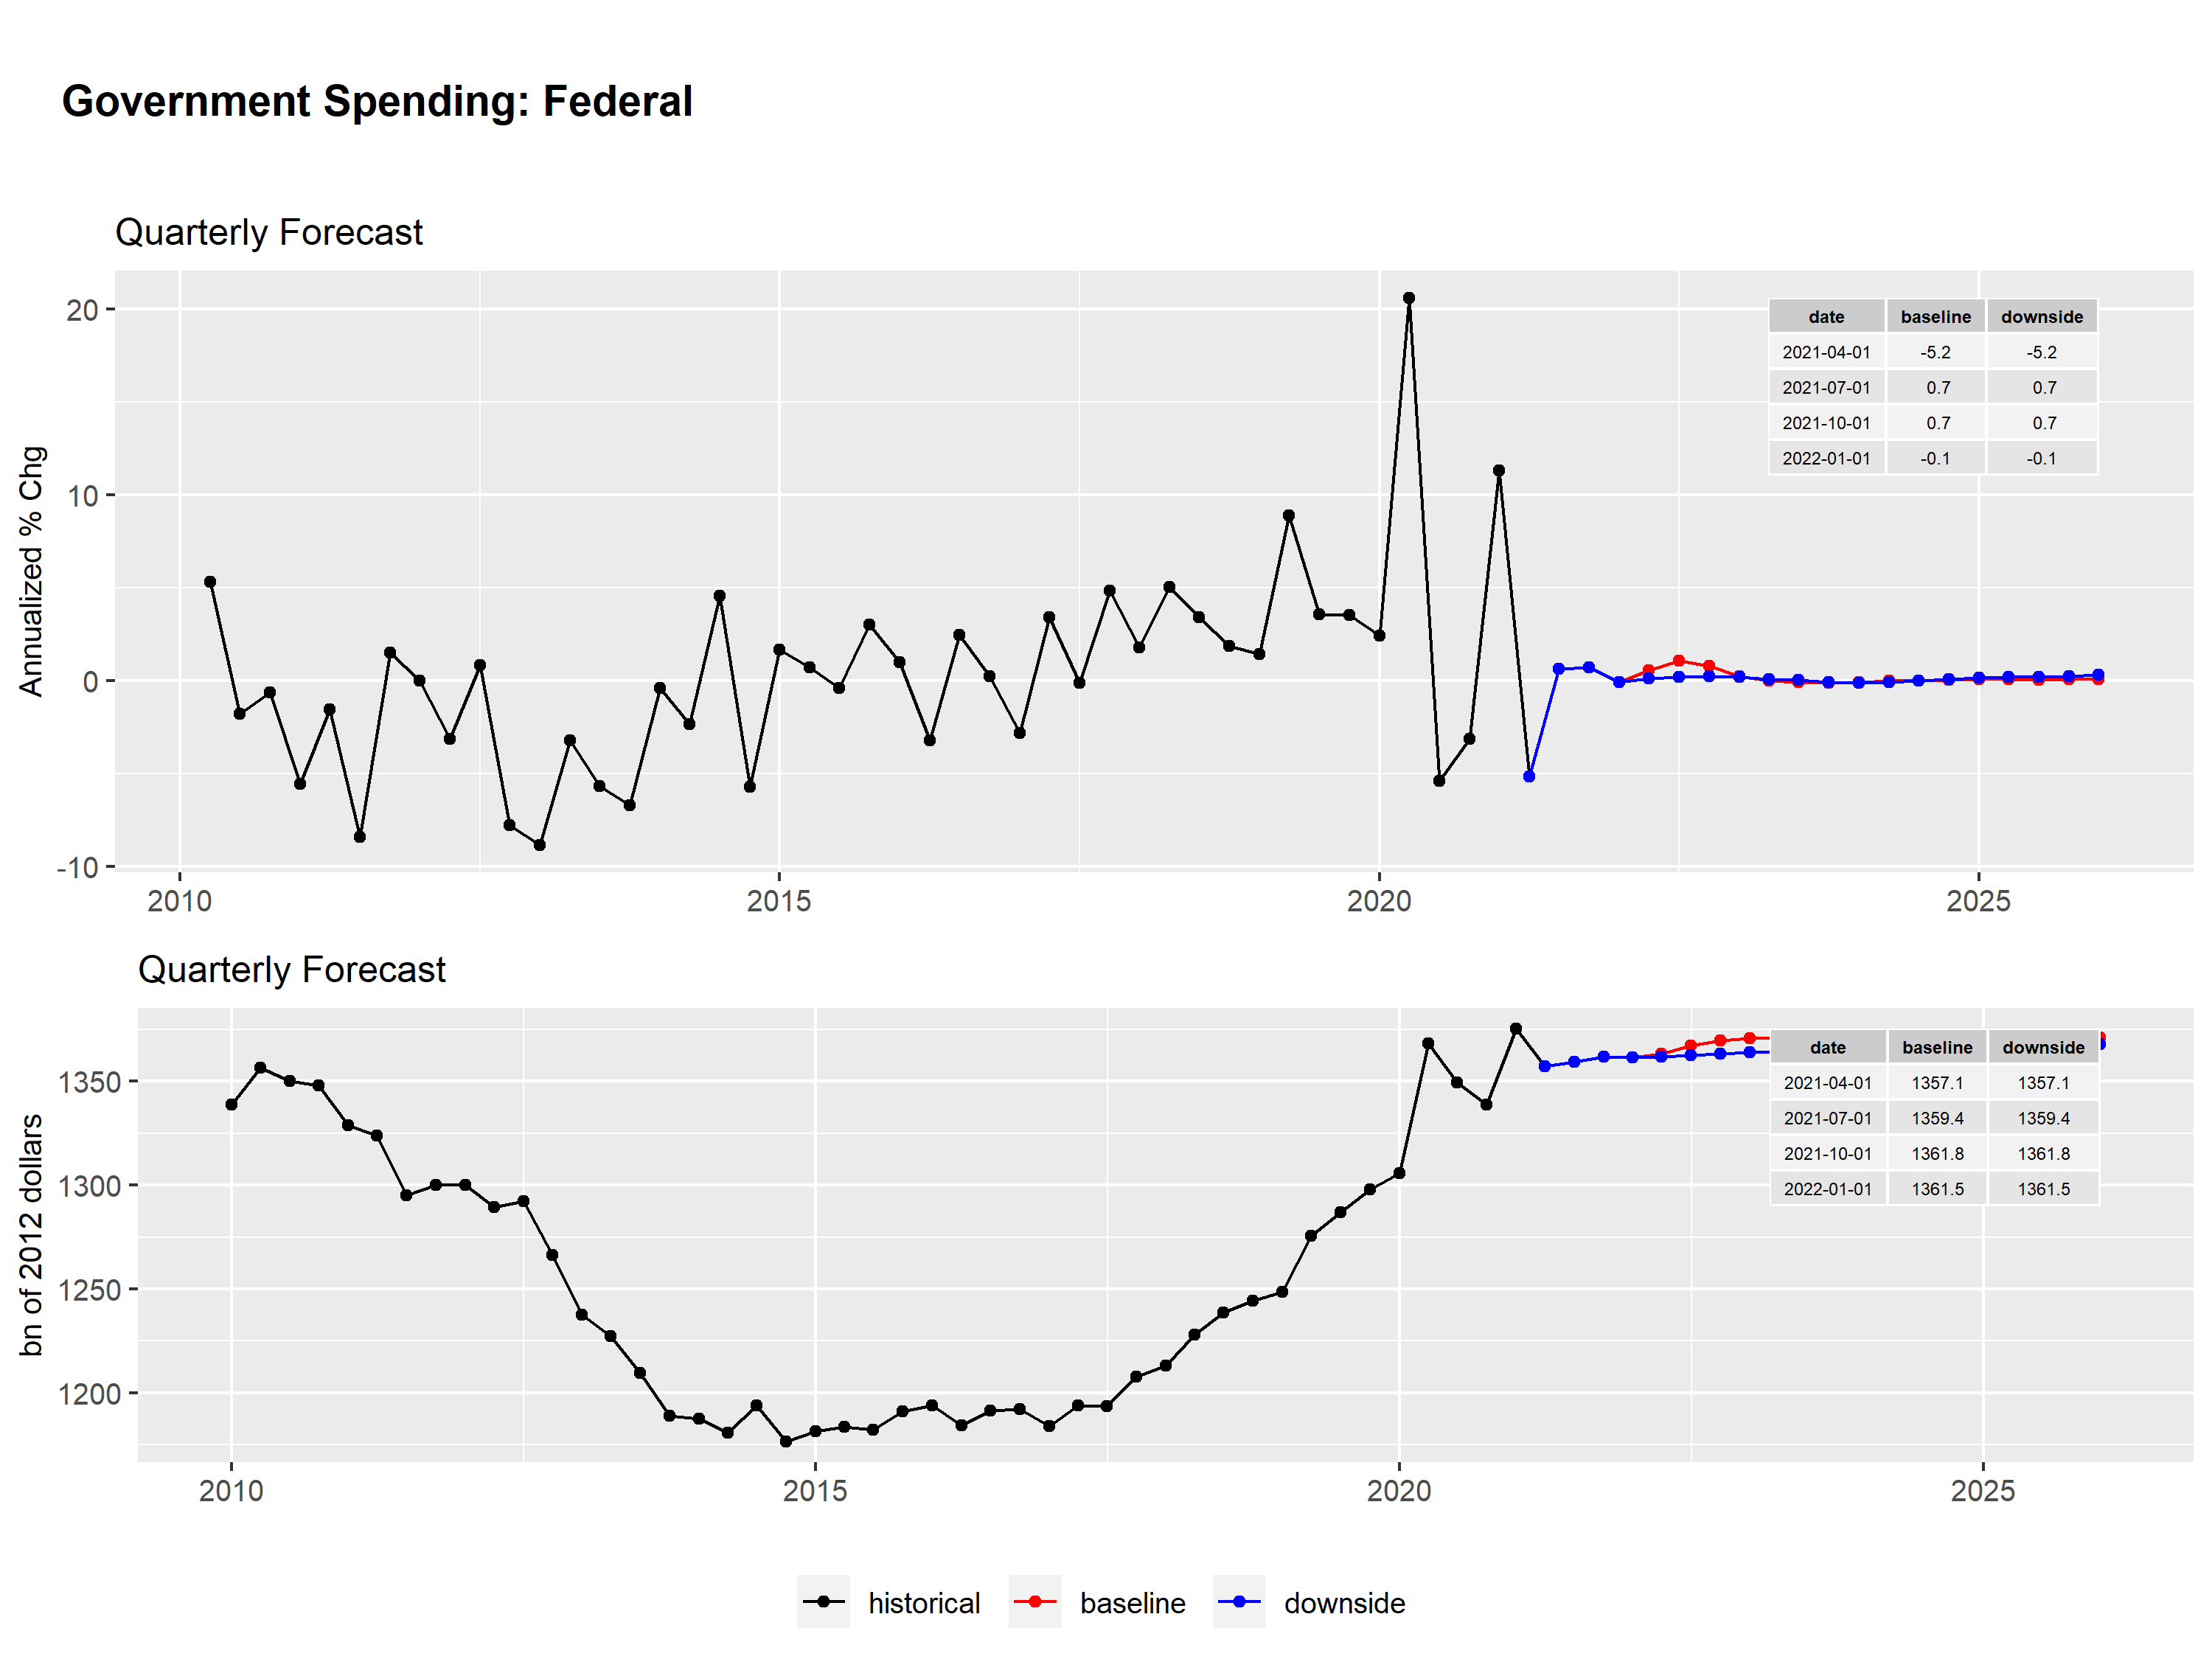 Government Spending: Federal
Quarterly Forecast
Annualized % Chg
20
10
0
-10
2010 2015 2020 2025
date baseline downside
2021-04-01 -5.2 -5.2
2021-07-01 0.7 0.7
2021-10-01 0.7 0.7
2022-01-01 -0.1 -0.1
Quarterly Forecast
bn of 2012 dollars
1350
1300
1250
1200
2010 2015 2020 2025
date baseline downside
2021-04-01 1357.1 1357.1
2021-07-01 1359.4 1359.4
2021-10-01 1361.8 1361.8
2022-01-01 1361.5 1361.5
historical baseline downside